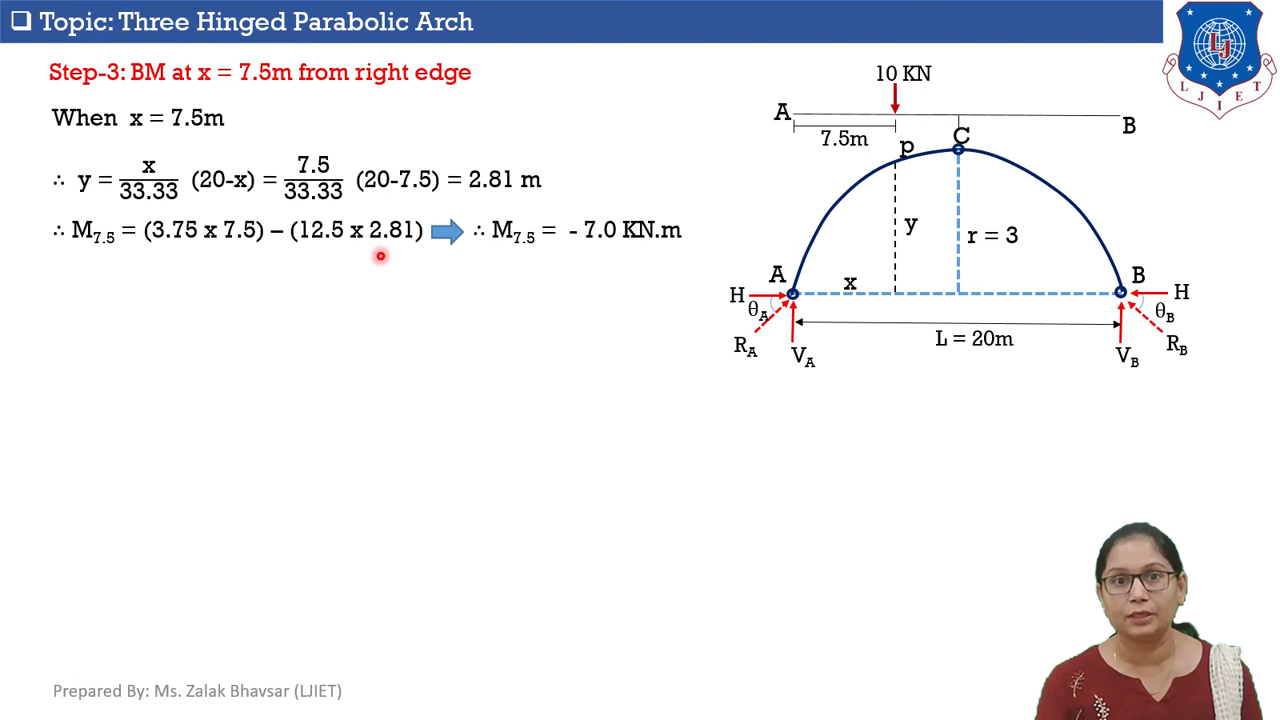 ❑ Topic: Three Hinged Parabolic Arch
Step-3: BM at x = 7.5m from right edge
When x = 7.5m
∴ y = x/33.33 (20-x) = 7.5/33.33 (20-7.5) = 2.81 m
∴ M7.5 = (3.75 x 7.5) – (12.5 x 2.81) ∴ M7.5 = - 7.0 KN.m
10 KN
A
B
7.5m
C
p
y
r = 3
A
x
B
H
H
θA
θB
RA
VA
L = 20m
VB
RB
LJ
L J I E T
Prepared By: Ms. Zalak Bhavsar (LJIET)